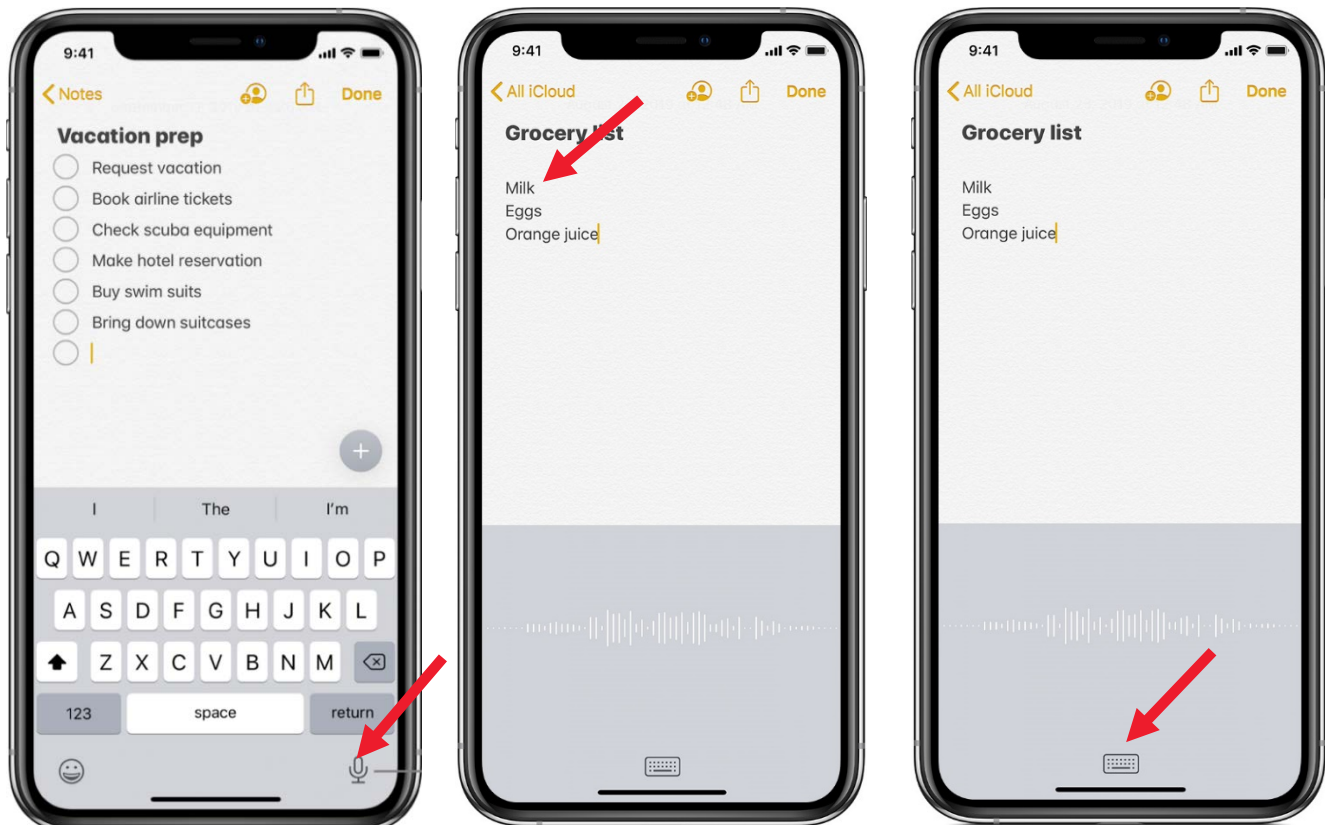 9:41
Notes
Done
Vacation prep
Request vacation
Book airline tickets
Check scuba equipment
Make hotel reservation
Buy swim suits
Bring down suitcases
I The I'm
Q W E R T Y U I O P
A S D F G H J K L
Z X C V B N M
123 space return
9:41
All iCloud
Done
Grocery list
Milk
Eggs
Orange juice
9:41
All iCloud
Done
Grocery list
Milk
Eggs
Orange juice